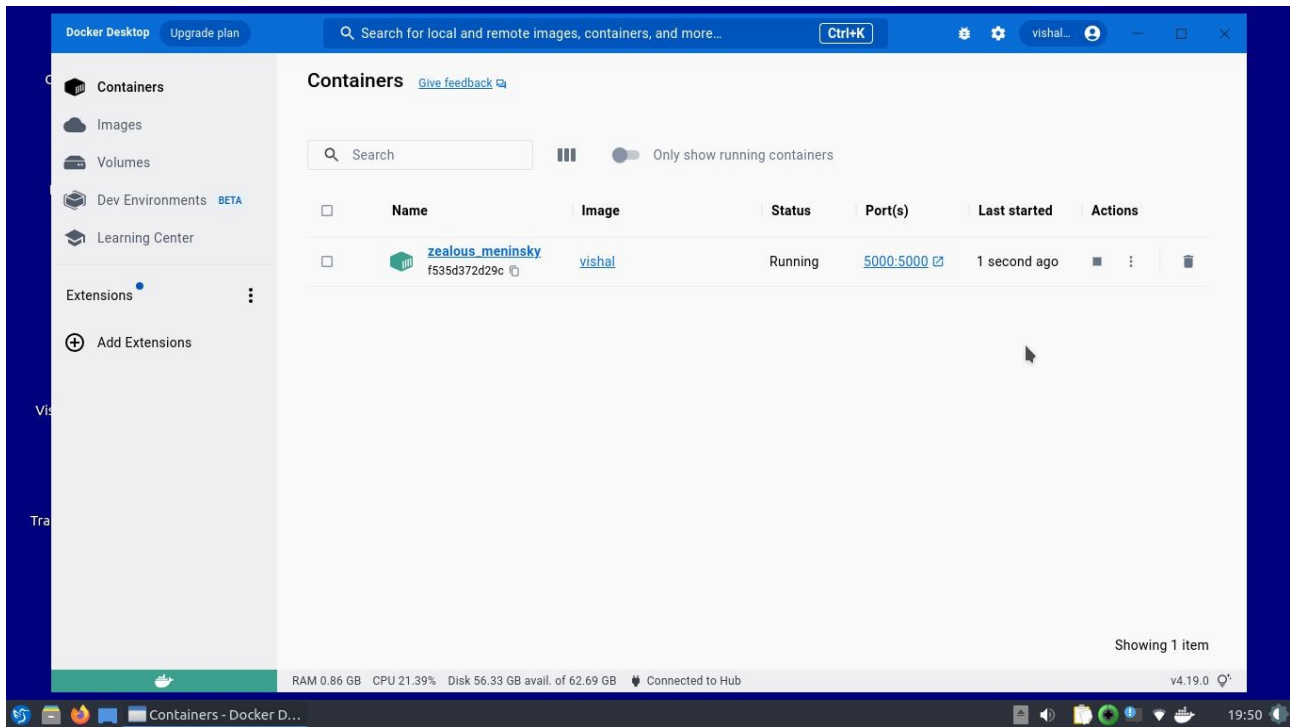 Docker Desktop Upgrade plan Search for local and remote images, containers, and more... Ctrl+K vishal...
Containers
Images
Volumes
Dev Environments BETA
Learning Center
Extensions
Add Extensions
Containers Give feedback
Search Only show running containers
Name Image Status Port(s) Last started Actions
zealous_meninsky vishal Running 5000:5000 1 second ago
f535d372d29c
Showing 1 item
RAM 0.86 GB CPU 21.39% Disk 56.33 GB avail. of 62.69 GB Connected to Hub v4.19.0
Vis
Tra
Containers - Docker D... 19:50